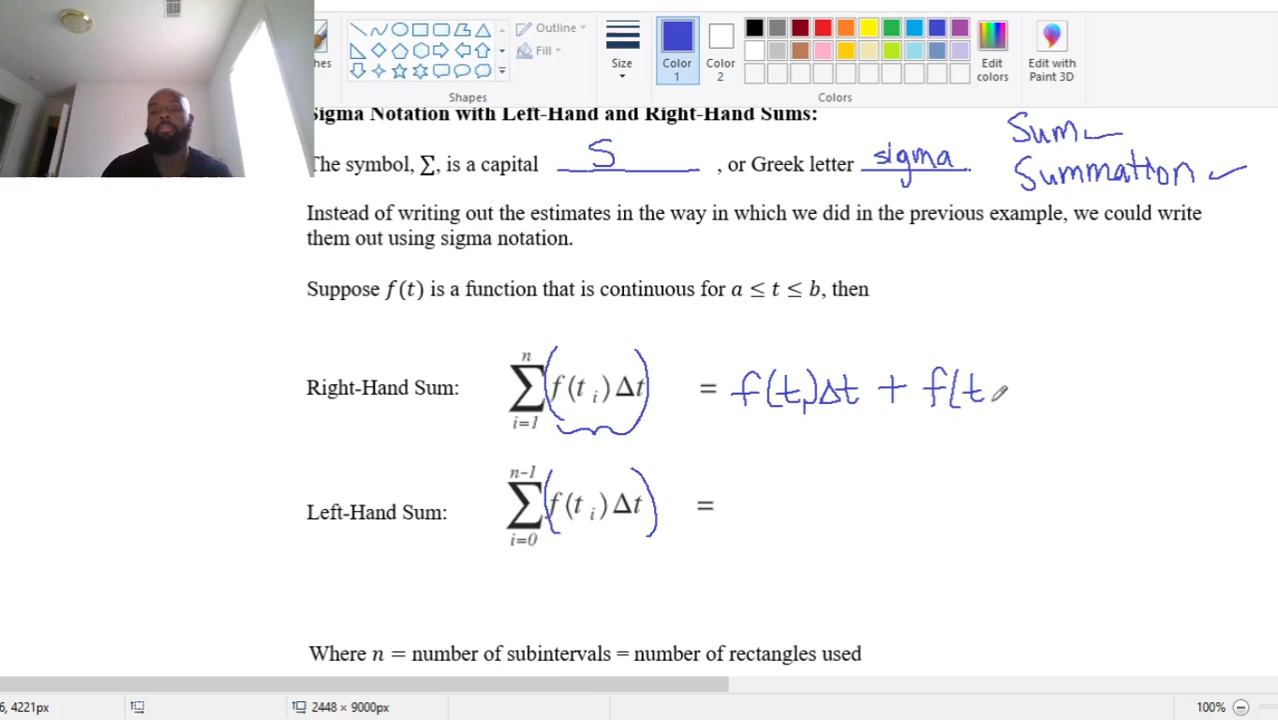 Outline
Fill
hes
Size
Color 1
Color 2
Edit colors
Edit with Paint 3D
Shapes
Colors
Sigma Notation with Left-Hand and Right-Hand Sums:
Sum
The symbol, Σ, is a capital S, or Greek letter sigma.
Summation
Instead of writing out the estimates in the way in which we did in the previous example, we could write
them out using sigma notation.
Suppose f(t) is a function that is continuous for a ≤ t ≤ b, then
Right-Hand Sum: n Σ i=1 (f(t i) Δt) = f(t₁)Δt + f(t
Left-Hand Sum: n−1 Σ i=0 (f(t i) Δt) =
Where n = number of subintervals = number of rectangles used
6, 4221px
2448 × 9000px
100%